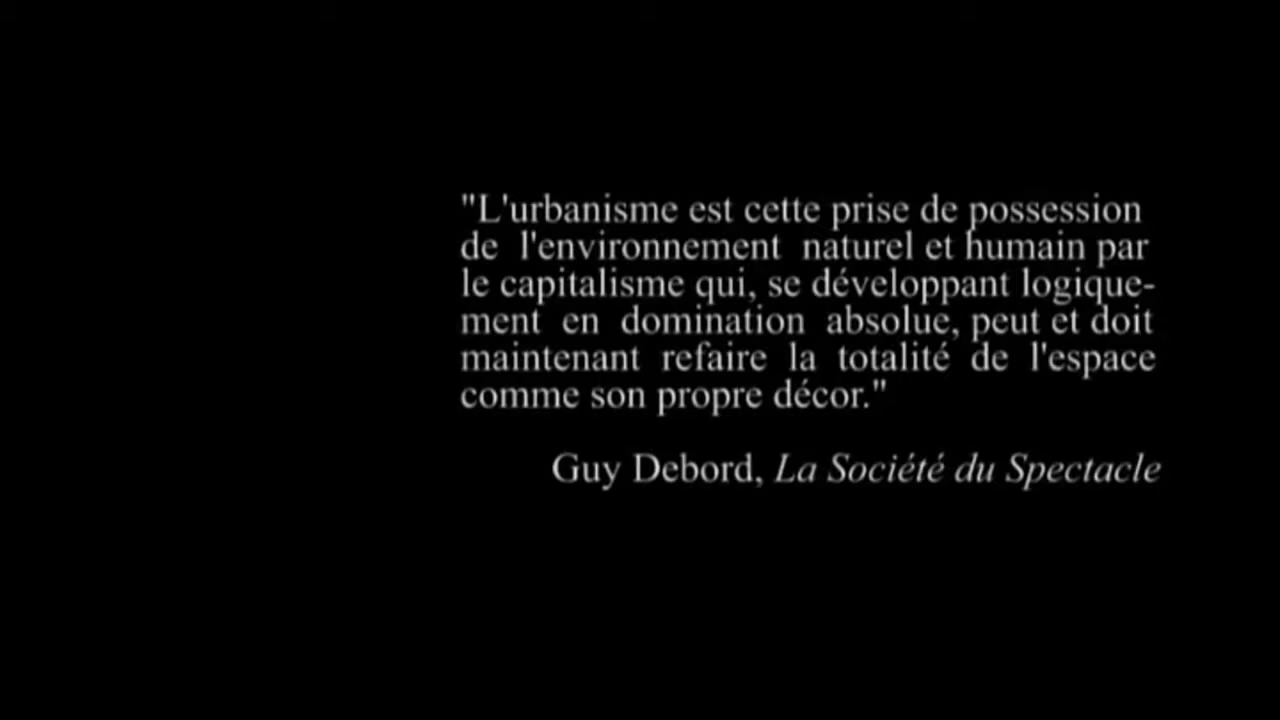 "L'urbanisme est cette prise de possession
de l'environnement naturel et humain par
le capitalisme qui, se développant logique-
ment en domination absolue, peut et doit
maintenant refaire la totalité de l'espace
comme son propre décor."
Guy Debord, La Société du Spectacle